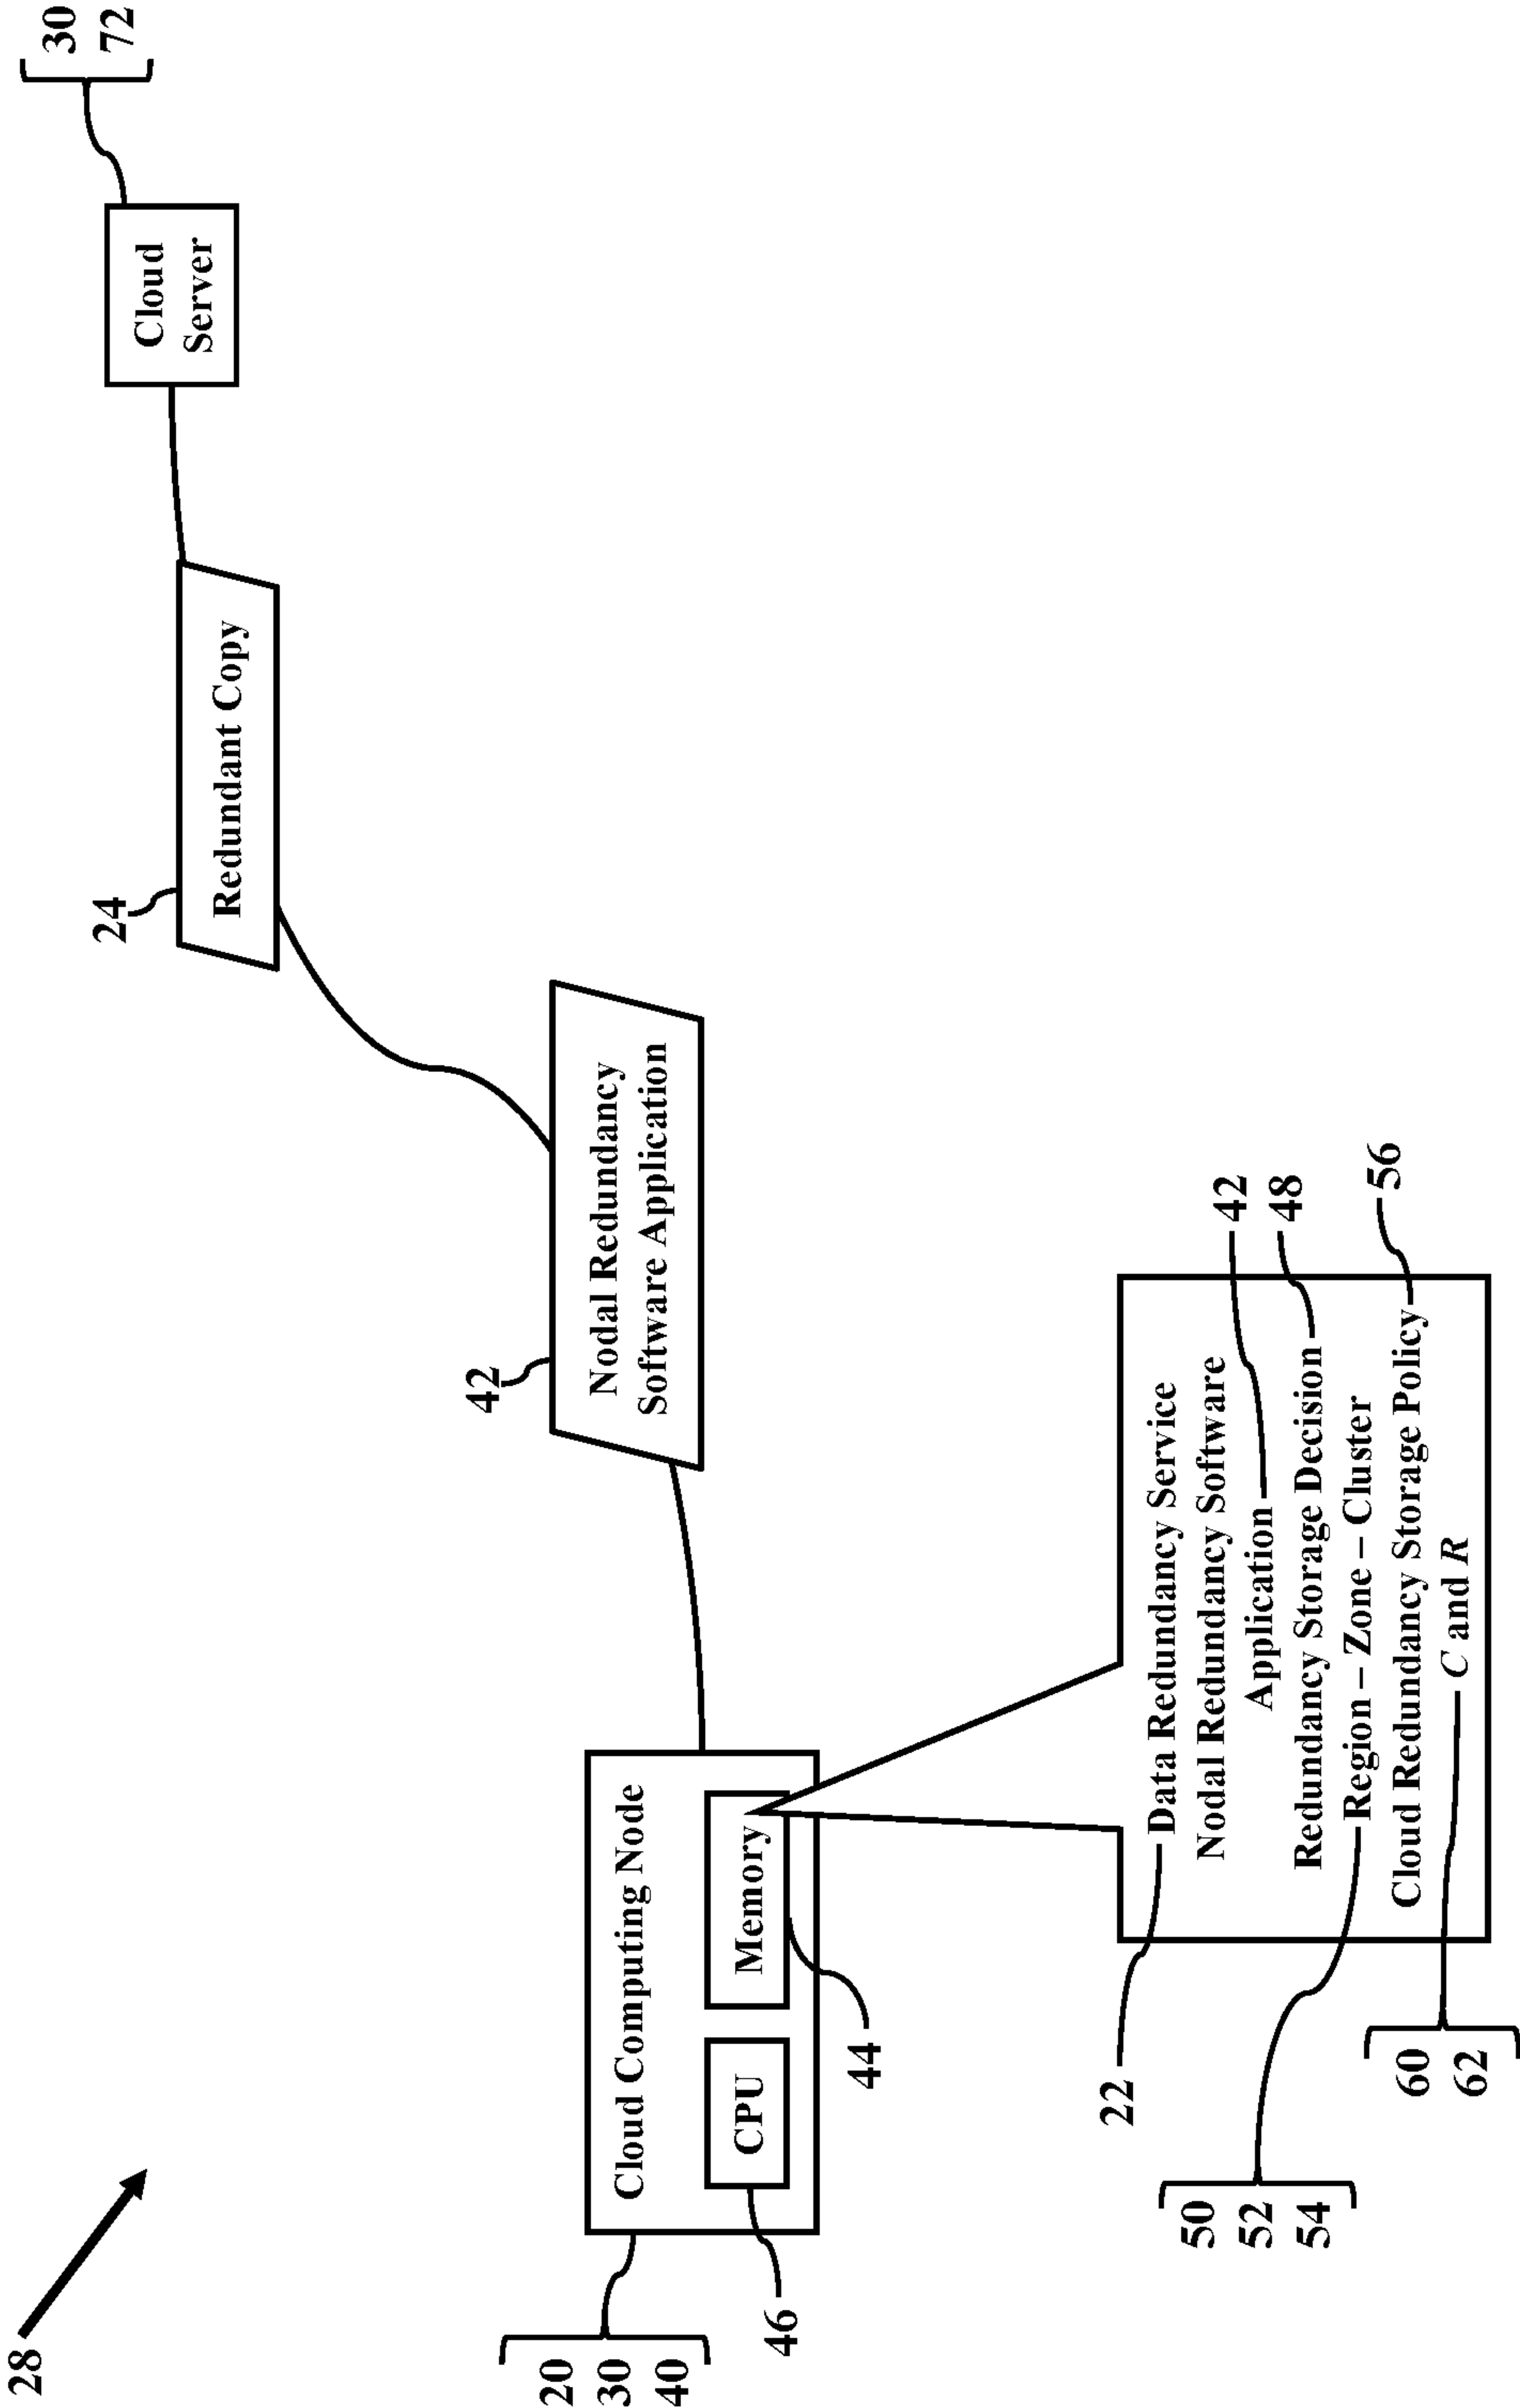 28
30
72
Cloud
Server
24
Redundant Copy
42
Nodal Redundancy
Software Application
20
30
40
Cloud Computing Node
CPU
Memory
46
44
22
Data Redundancy Service
Nodal Redundancy Software
Application
42
Redundancy Storage Decision
48
50
52
54
Region – Zone – Cluster
Cloud Redundancy Storage Policy
56
60
62
C and R